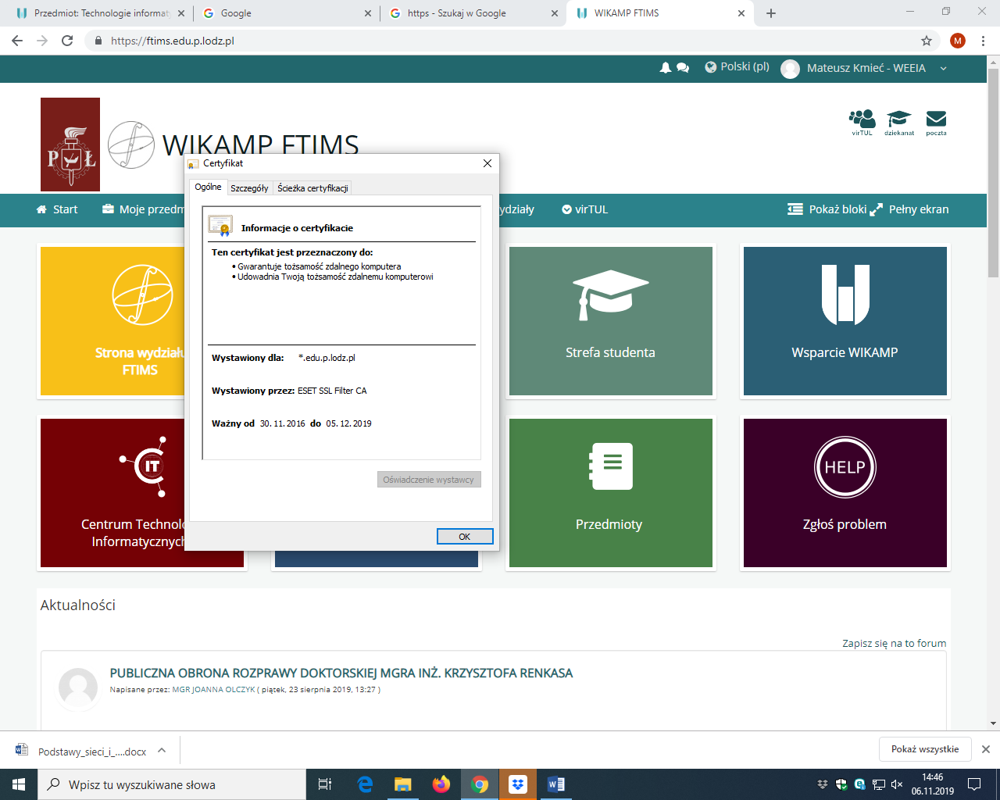 Przedmiot: Technologie informat
Google
https - Szukaj w Google
WIKAMP FTIMS
https://ftims.edu.p.lodz.pl
M
Polski (pl)
Mateusz Kmieć - WEEIA
P Ł
WIKAMP FTIMS
virTUL
dziekanat
poczta
Start
Moje przedm
ydziały
virTUL
Pokaż bloki
Pełny ekran
Certyfikat
Ogólne
Szczegóły
Ścieżka certyfikacji
Informacje o certyfikacie
Ten certyfikat jest przeznaczony do:
• Gwarantuje tożsamość zdalnego komputera
• Udowadnia Twoją tożsamość zdalnemu komputerowi
Wystawiony dla: *.edu.p.lodz.pl
Wystawiony przez: ESET SSL Filter CA
Ważny od 30.11.2016 do 05.12.2019
Oświadczenie wystawcy
OK
Strona wydziału
FTIMS
Strefa studenta
Wsparcie WIKAMP
IT
Centrum Technolo
Informatycznych
Przedmioty
HELP
Zgłoś problem
Aktualności
Zapisz się na to forum
PUBLICZNA OBRONA ROZPRAWY DOKTORSKIEJ MGRA INŻ. KRZYSZTOFA RENKASA
Napisane przez: MGR JOANNA OLCZYK ( piątek, 23 sierpnia 2019, 13:27 )
Podstawy_sieci_i_....docx
Pokaż wszystkie
Wpisz tu wyszukiwane słowa
14:46
06.11.2019